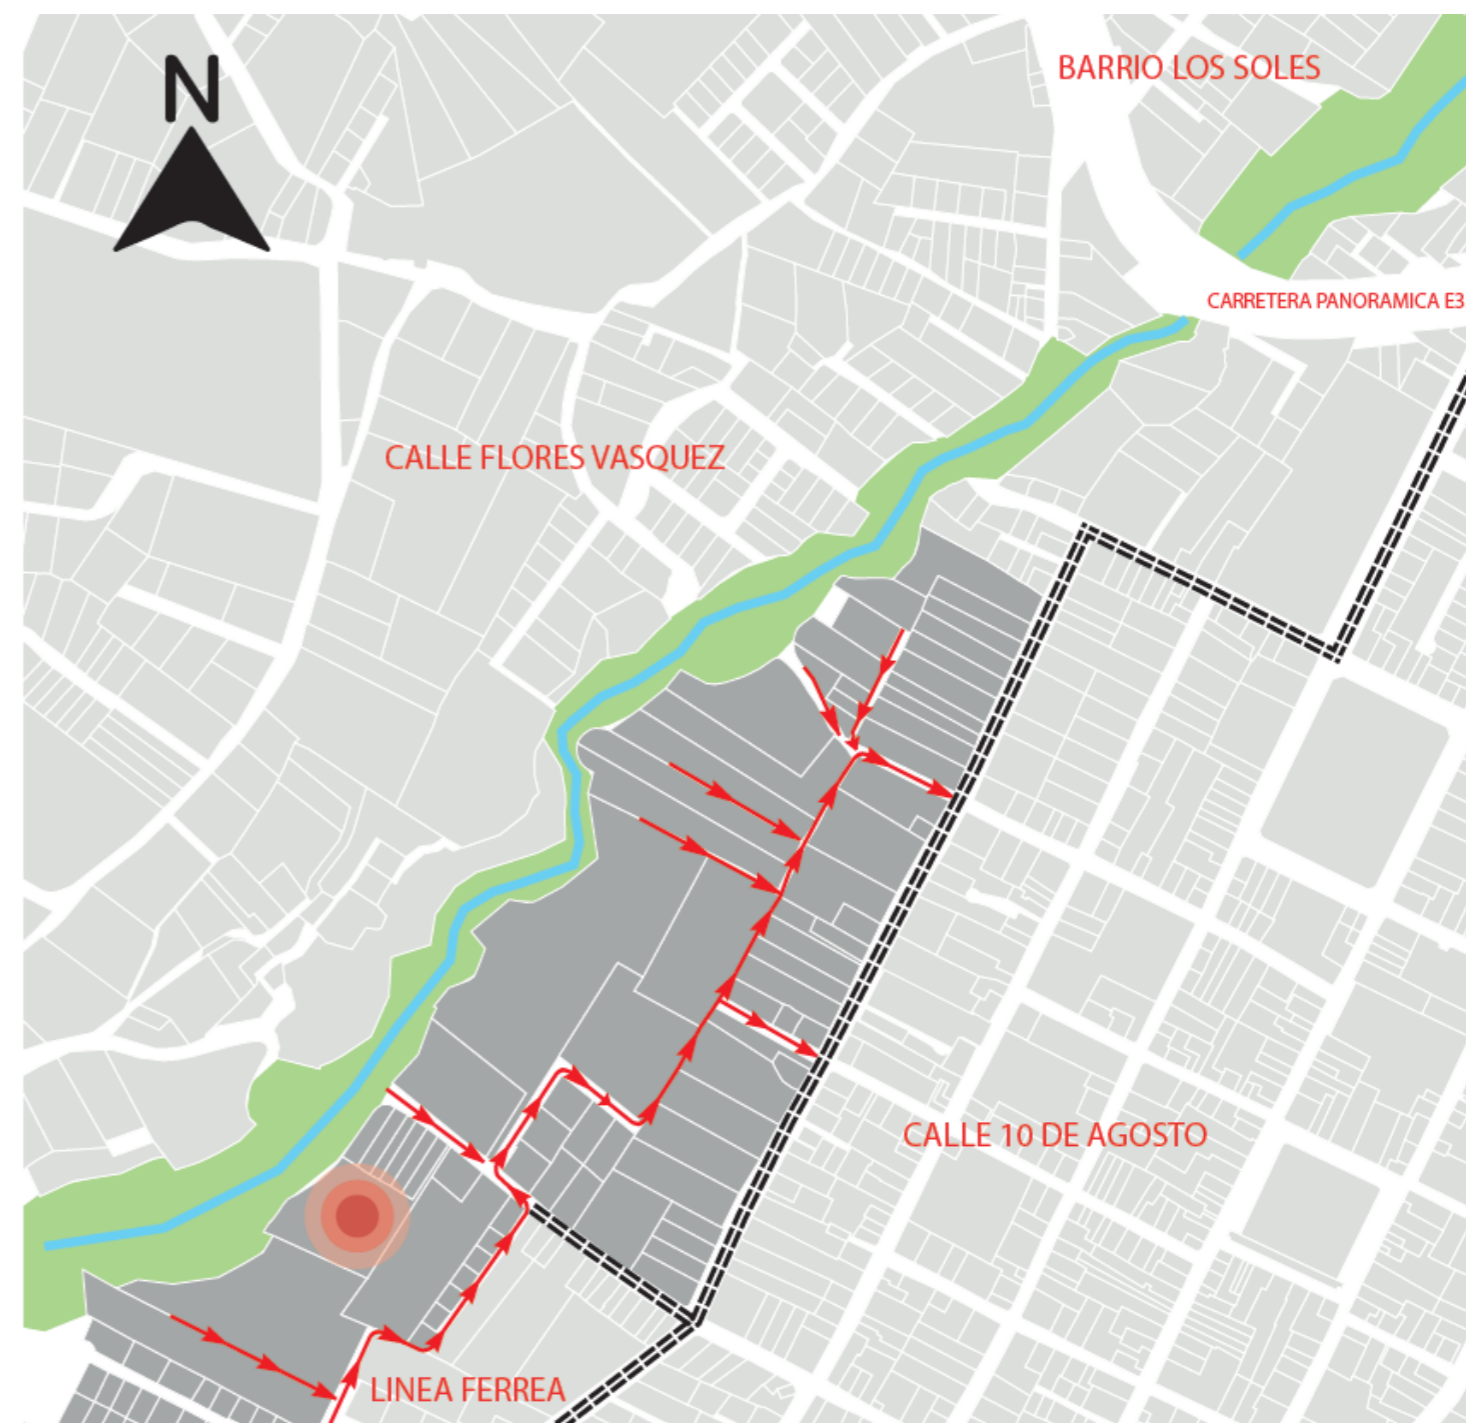 BARRIO LOS SOLES
N
CARRETERA PANORAMICA E3
CALLE FLORES VASQUEZ
CALLE 10 DE AGOSTO
LINEA FERREA